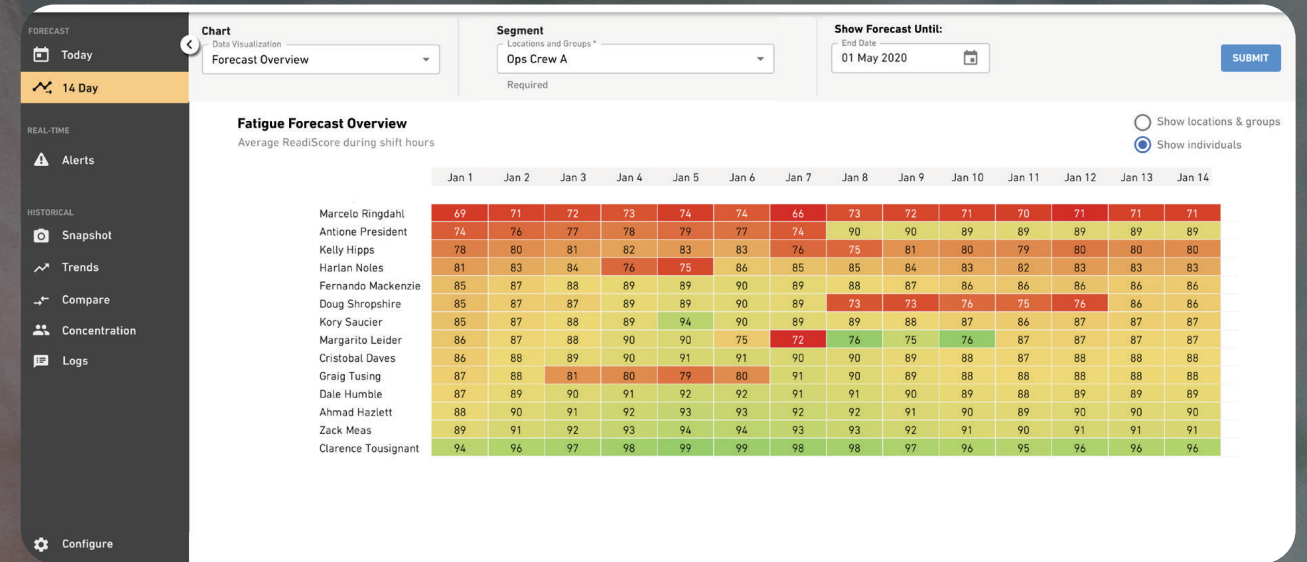 FORECAST
Today
14 Day
REAL-TIME
Alerts
HISTORICAL
Snapshot
Trends
Compare
Concentration
Logs
Configure
Chart
Data Visualization
Forecast Overview
Segment
Locations and Groups *
Ops Crew A
Required
Show Forecast Until:
End Date
01 May 2020
SUBMIT
Fatigue Forecast Overview
Average ReadiScore during shift hours
Show locations & groups
Show individuals
Jan 1 Jan 2 Jan 3 Jan 4 Jan 5 Jan 6 Jan 7 Jan 8 Jan 9 Jan 10 Jan 11 Jan 12 Jan 13 Jan 14
Marcelo Ringdahl 69 71 72 73 74 74 66 73 72 71 70 71 71 71
Antione President 74 76 77 78 79 77 74 90 90 89 89 89 89 89
Kelly Hipps 78 80 81 82 83 83 76 75 81 80 79 80 80 80
Harlan Noles 81 83 84 76 75 86 85 85 84 83 82 83 83 83
Fernando Mackenzie 85 87 88 89 89 90 89 88 87 86 86 86 86 86
Doug Shropshire 85 87 87 89 89 90 89 73 73 76 75 76 86 86
Kory Saucier 85 87 88 89 94 90 89 89 88 87 86 87 87 87
Margarito Leider 86 87 88 90 90 75 72 76 75 76 87 87 87 87
Cristobal Daves 86 88 89 90 91 91 90 90 89 88 87 88 88 88
Graig Tusing 87 88 81 80 79 80 91 90 89 88 88 88 88 88
Dale Humble 87 89 90 91 92 92 91 91 90 89 88 89 89 89
Ahmad Hazlett 88 90 91 92 93 93 92 92 91 90 89 90 90 90
Zack Meas 89 91 92 93 94 94 93 93 92 91 90 91 91 91
Clarence Tousignant 94 96 97 98 99 99 98 98 97 96 95 96 96 96